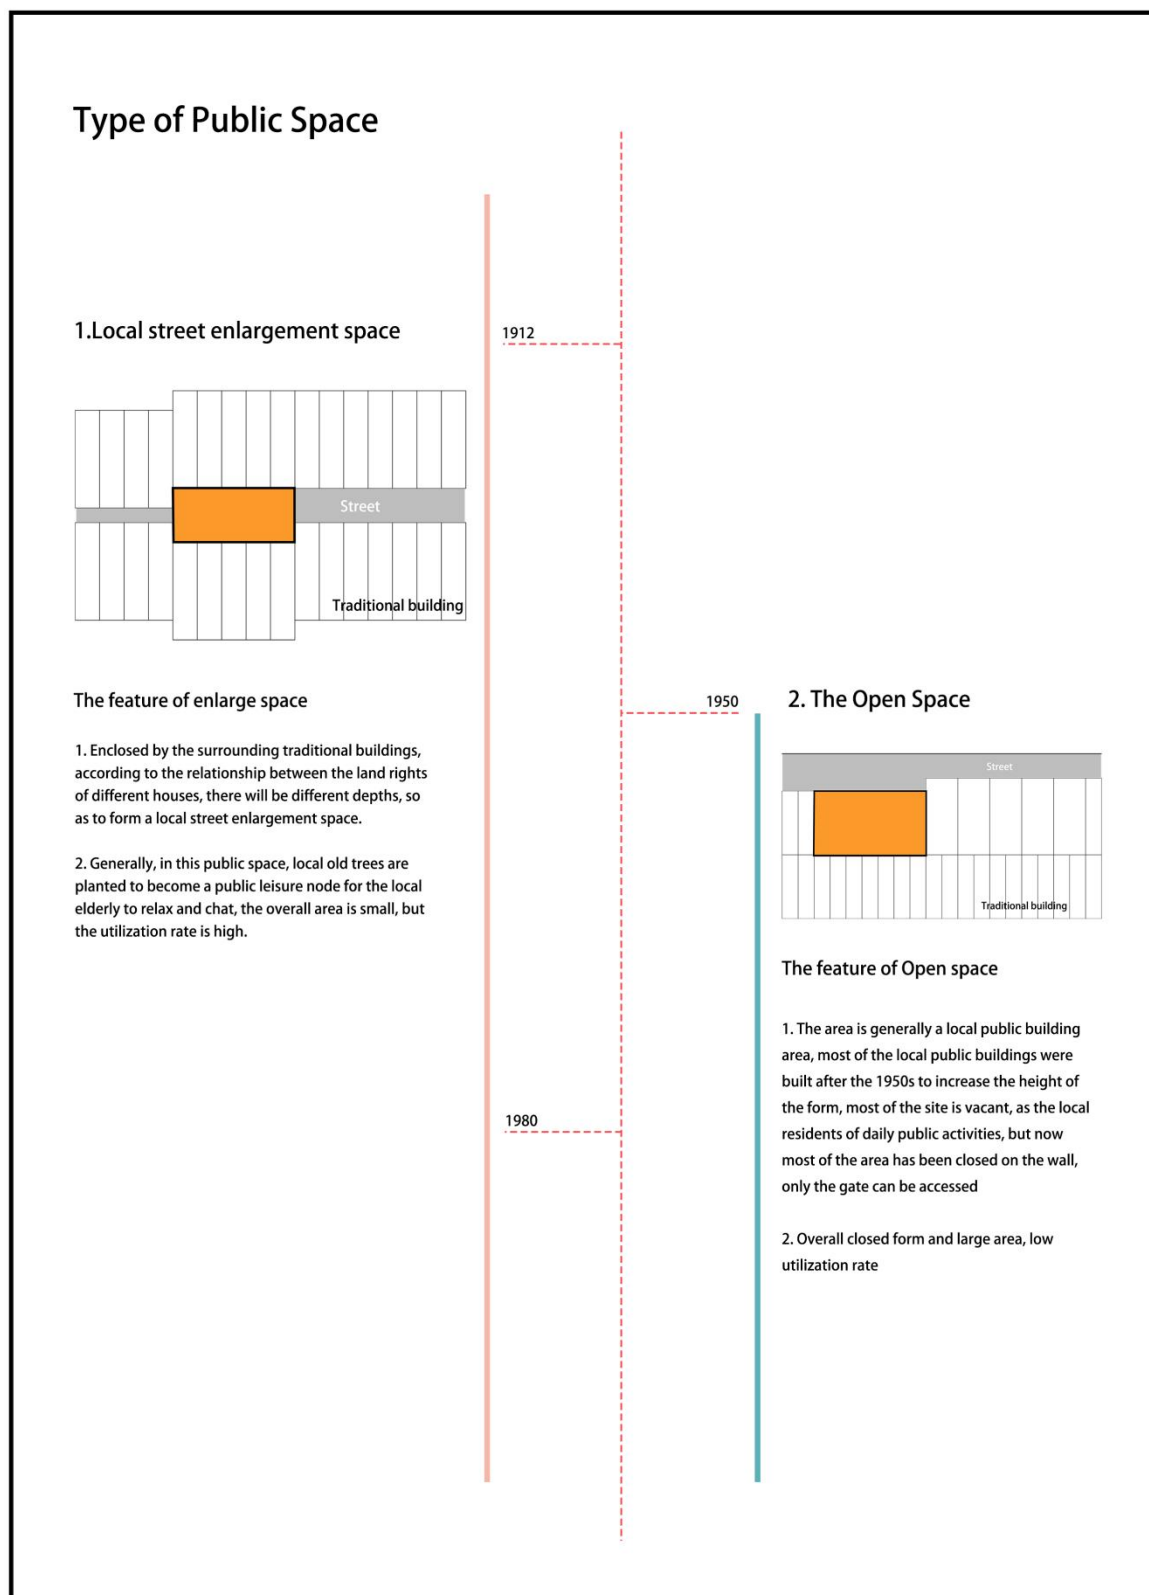 Type of Public Space
1.Local street enlargement space
1912
Street
Traditional building
The feature of enlarge space
1. Enclosed by the surrounding traditional buildings,
according to the relationship between the land rights
of different houses, there will be different depths, so
as to form a local street enlargement space.
2. Generally, in this public space, local old trees are
planted to become a public leisure node for the local
elderly to relax and chat, the overall area is small, but
the utilization rate is high.
1950
2. The Open Space
Street
Traditional building
The feature of Open space
1. The area is generally a local public building
area, most of the local public buildings were
built after the 1950s to increase the height of
the form, most of the site is vacant, as the local
residents of daily public activities, but now
most of the area has been closed on the wall,
only the gate can be accessed
2. Overall closed form and large area, low
utilization rate
1980